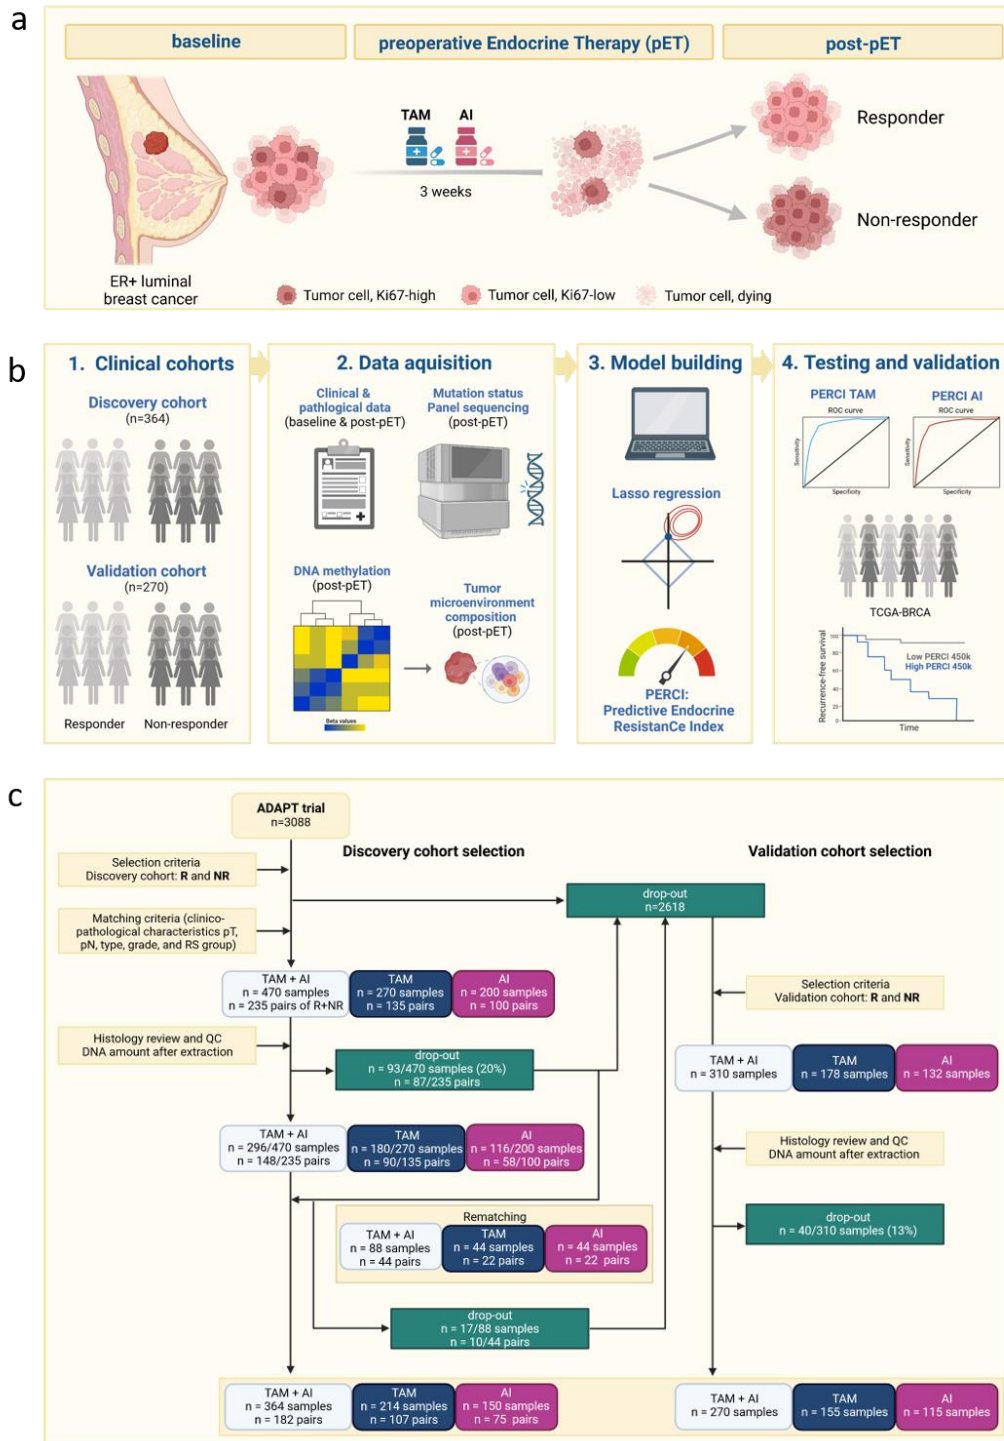 a
baseline
preoperative Endocrine Therapy (pET)
post-pET
TAM
AI
3 weeks
Responder
Non-responder
ER+ luminal
breast cancer
Tumor cell, Ki67-high
Tumor cell, Ki67-low
Tumor cell, dying
b
1. Clinical cohorts
Discovery cohort
(n=364)
Validation cohort
(n=270)
Responder
Non-responder
2. Data aquisition
Clinical &
pathlogical data
(baseline & post-pET)
Mutation status
Panel sequencing
(post-pET)
DNA methylation
(post-pET)
Beta values
Tumor
microenvironment
composition
(post-pET)
3. Model building
Lasso regression
PERCI:
Predictive Endocrine
ResistanCe Index
4. Testing and validation
PERCI TAM
ROC curve
Sensitivity
Specificity
PERCI AI
ROC curve
Sensitivity
Specificity
TCGA-BRCA
Recurrence-free survival
100
80
60
40
20
0
Low PERCI 450k
High PERCI 450k
Time
c
ADAPT trial
n=3088
Discovery cohort selection
Validation cohort selection
Selection criteria
Discovery cohort: R and NR
drop-out
n=2618
Matching criteria (clinico-
pathological characteristics pT,
pN, type, grade, and RS group)
TAM + AI
n = 470 samples
n = 235 pairs of R+NR
TAM
n = 270 samples
n = 135 pairs
AI
n = 200 samples
n = 100 pairs
Selection criteria
Validation cohort: R and NR
Histology review and QC
DNA amount after extraction
drop-out
n = 93/470 samples (20%)
n = 87/235 pairs
TAM + AI
n = 310 samples
TAM
n = 178 samples
AI
n = 132 samples
TAM + AI
n = 296/470 samples
n = 148/235 pairs
TAM
n = 180/270 samples
n = 90/135 pairs
AI
n = 116/200 samples
n = 58/100 pairs
Histology review and QC
DNA amount after extraction
Rematching
TAM + AI
n = 88 samples
n = 44 pairs
TAM
n = 44 samples
n = 22 pairs
AI
n = 44 samples
n = 22 pairs
drop-out
n = 40/310 samples (13%)
drop-out
n = 17/88 samples
n = 10/44 pairs
TAM + AI
n = 364 samples
n = 182 pairs
TAM
n = 214 samples
n = 107 pairs
AI
n = 150 samples
n = 75 pairs
TAM + AI
n = 270 samples
TAM
n = 155 samples
AI
n = 115 samples